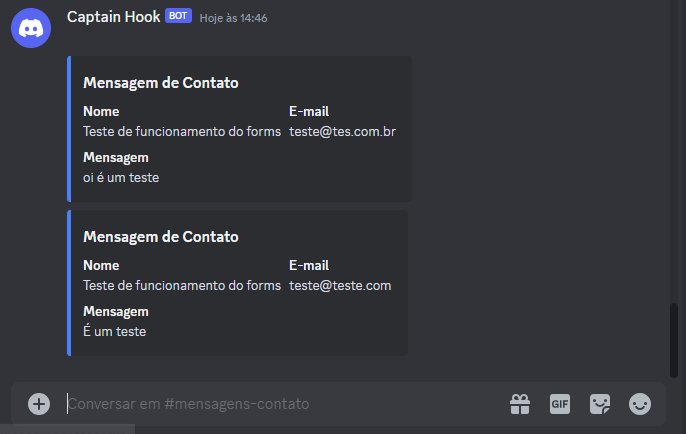 Captain Hook BOT Hoje às 14:46
Mensagem de Contato
Nome E-mail
Teste de funcionamento do forms teste@tes.com.br
Mensagem
oi é um teste
Mensagem de Contato
Nome E-mail
Teste de funcionamento do forms teste@teste.com
Mensagem
É um teste
Conversar em #mensagens-contato
GIF